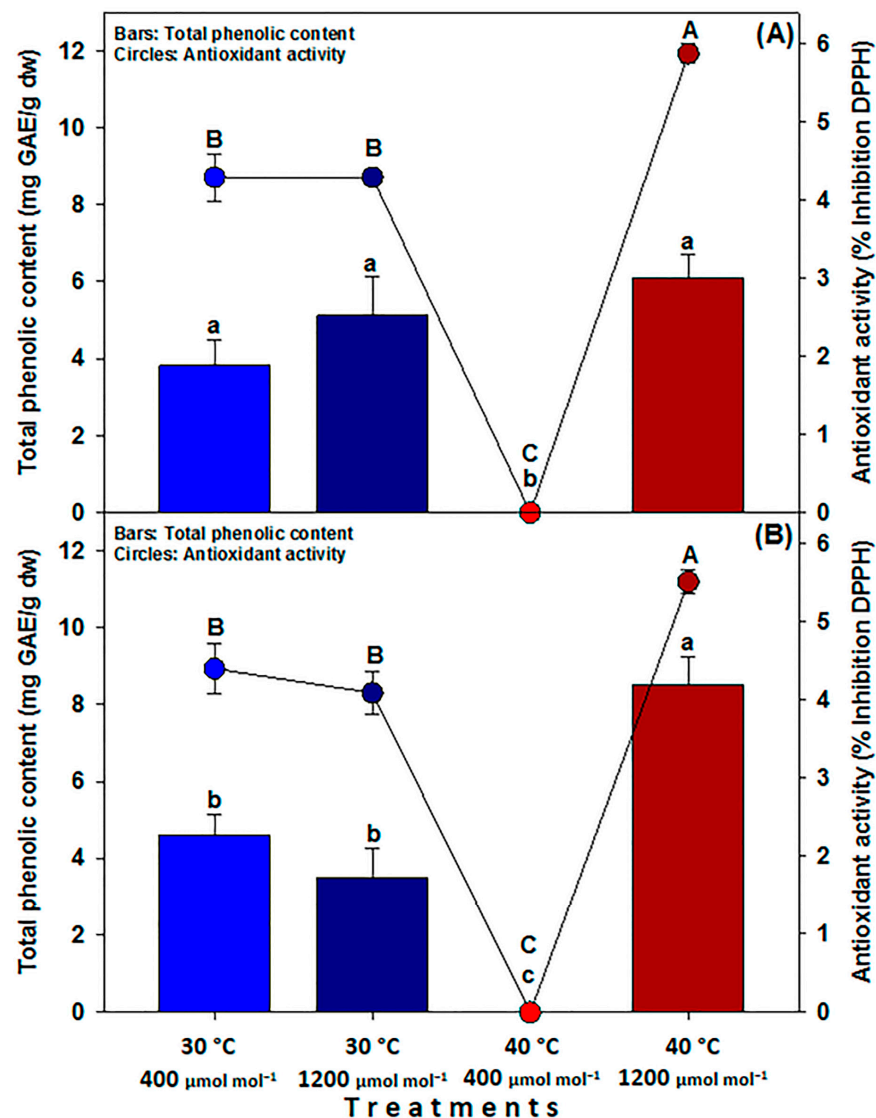 Bars: Total phenolic content
Circles: Antioxidant activity
(A)
Total phenolic content (mg GAE/g dw)
12
10
8
6
4
2
0
B
B
C
A
a
a
b
a
6
5
4
3
2
1
0
Antioxidant activity (% Inhibition DPPH)
Bars: Total phenolic content
Circles: Antioxidant activity
(B)
Total phenolic content (mg GAE/g dw)
12
10
8
6
4
2
0
B
B
C
A
b
b
c
a
6
5
4
3
2
1
0
Antioxidant activity (% Inhibition DPPH)
30 °C 30 °C 40 °C 40 °C
400 µmol mol⁻¹ 1200 µmol mol⁻¹ 400 µmol mol⁻¹ 1200 µmol mol⁻¹
Treatments